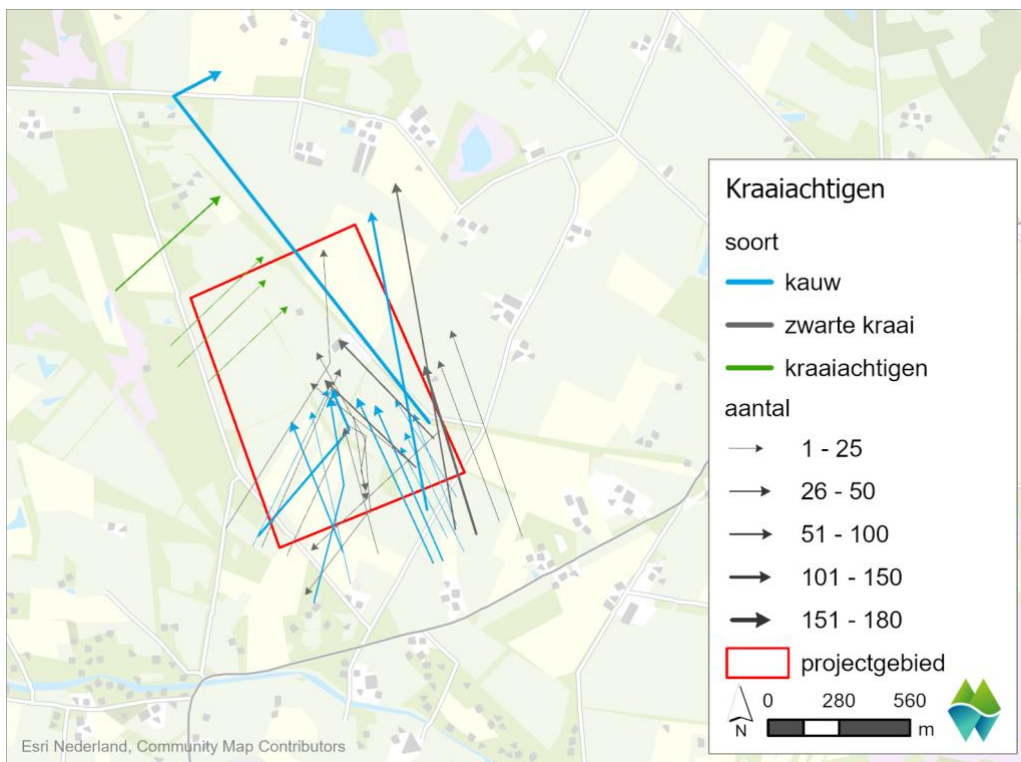 Kraaiachtigen
soort
kauw
zwarte kraai
kraaiachtigen
aantal
1 - 25
26 - 50
51 - 100
101 - 150
151 - 180
projectgebied
0 280 560
N m
Esri Nederland, Community Map Contributors